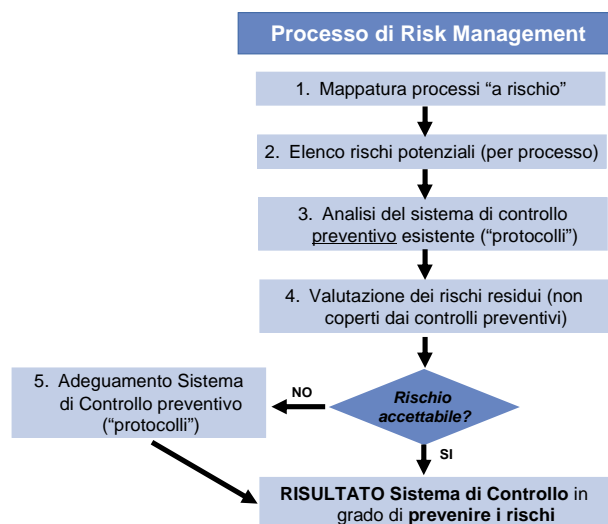 Processo di Risk Management
1. Mappatura processi “a rischio”
2. Elenco rischi potenziali (per processo)
3. Analisi del sistema di controllo
preventivo esistente (“protocolli”)
4. Valutazione dei rischi residui (non
coperti dai controlli preventivi)
Rischio
accettabile?
NO
5. Adeguamento Sistema
di Controllo preventivo
(“protocolli”)
SI
RISULTATO Sistema di Controllo in
grado di prevenire i rischi